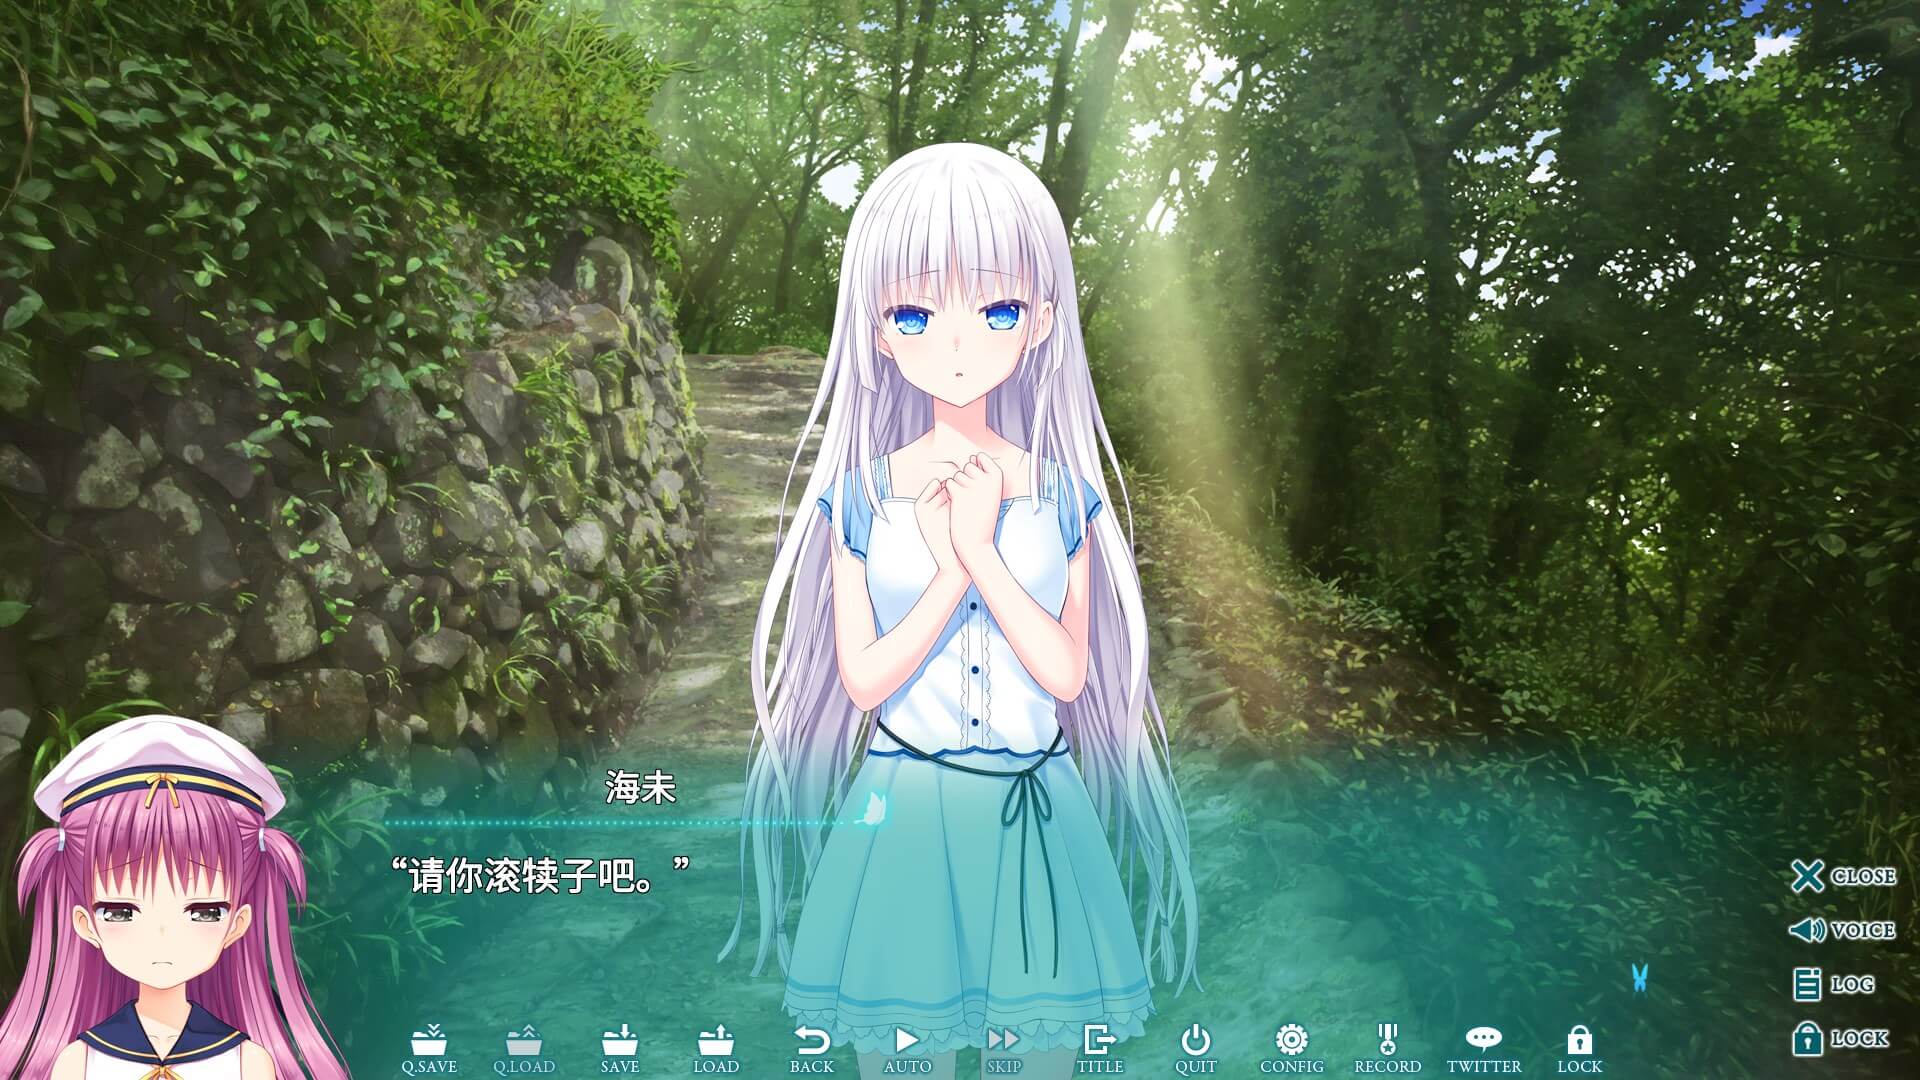 海未
“请你滚犊子吧。”
CLOSE
VOICE
LOG
LOCK
Q.SAVE
Q.LOAD
SAVE
LOAD
BACK
AUTO
SKIP
TITLE
QUIT
CONFIG
RECORD
TWITTER
LOCK